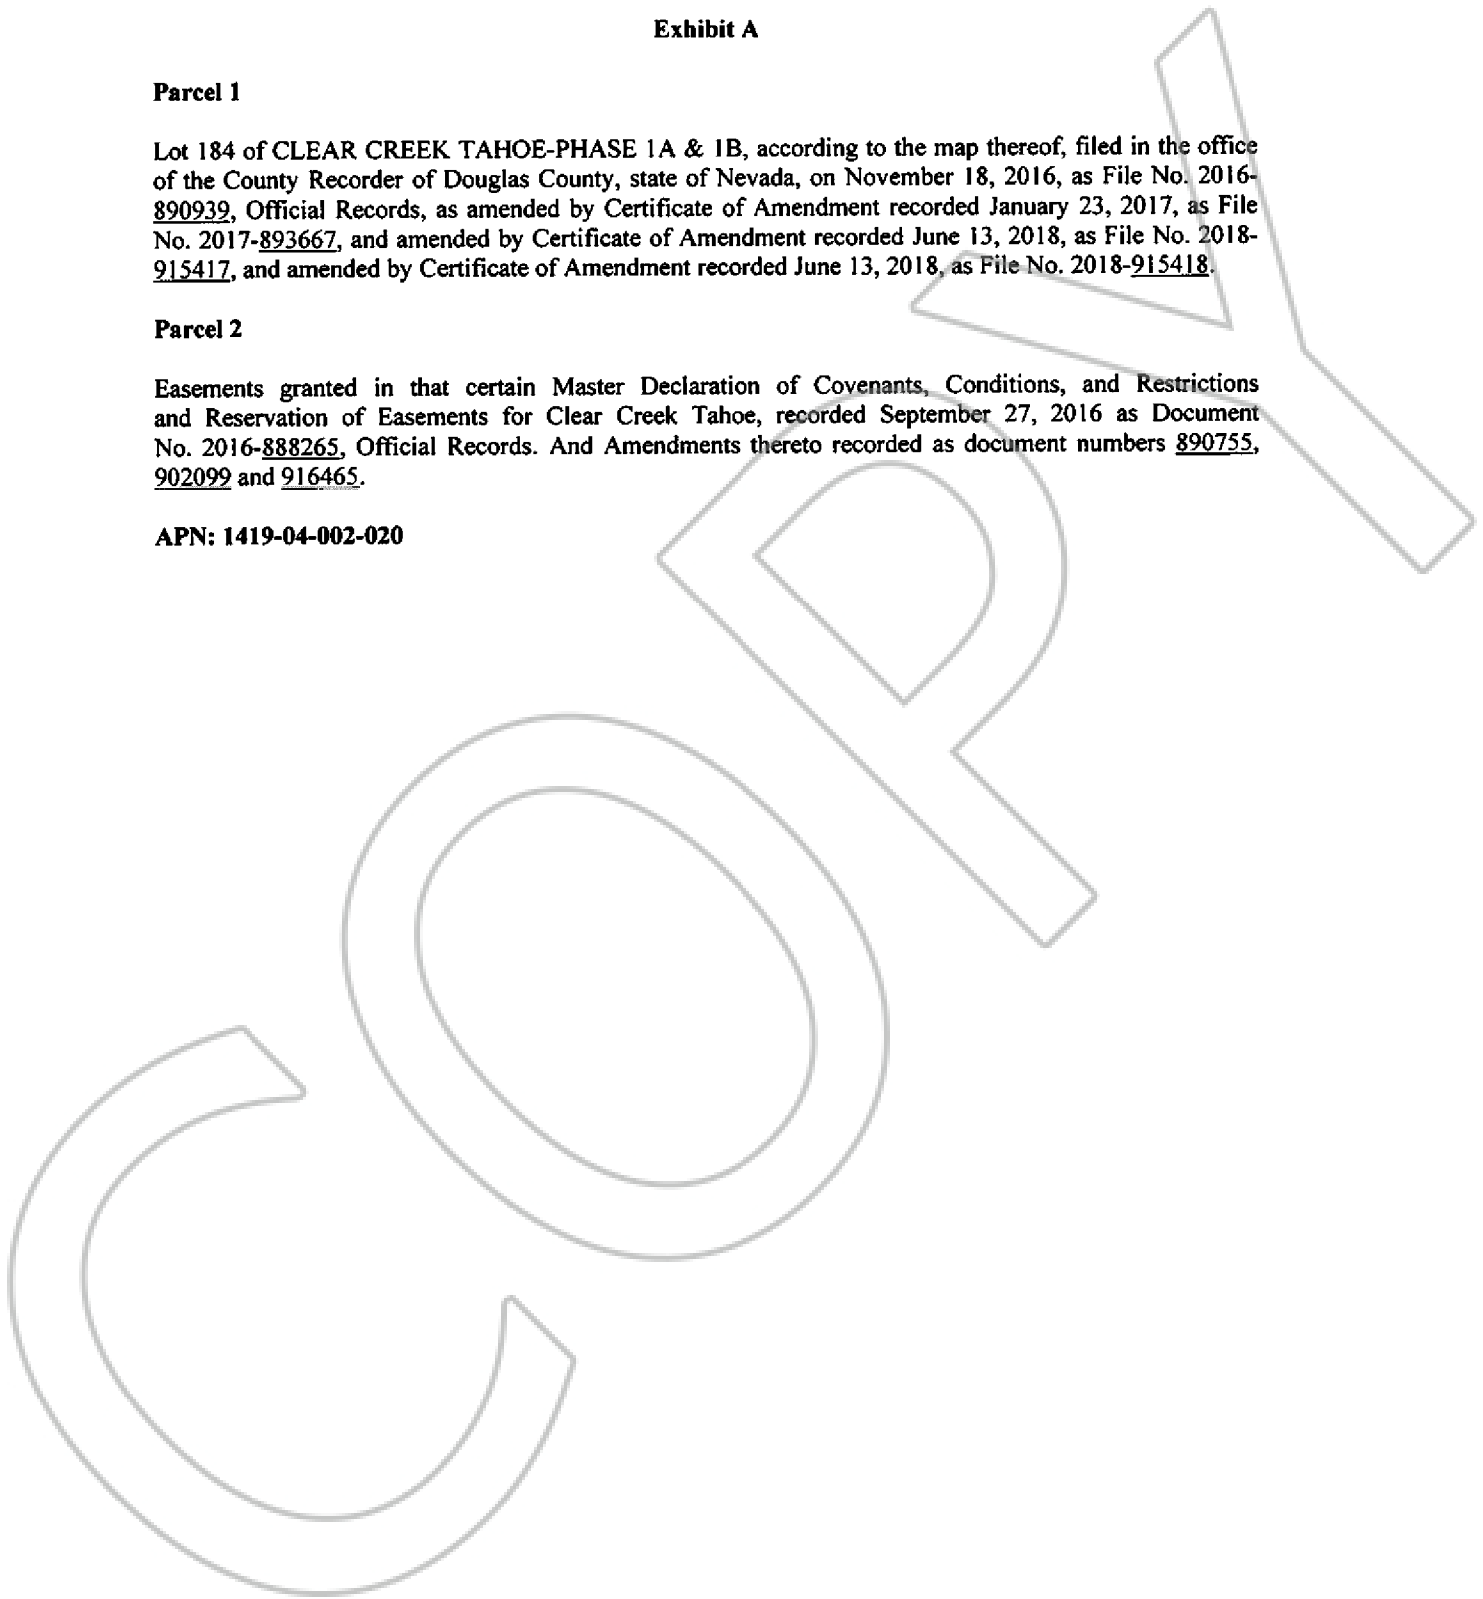 Exhibit A
Parcel 1
Lot 184 of CLEAR CREEK TAHOE-PHASE 1A & 1B, according to the map thereof, filed in the office
of the County Recorder of Douglas County, state of Nevada, on November 18, 2016, as File No. 2016-
890939, Official Records, as amended by Certificate of Amendment recorded January 23, 2017, as File
No. 2017-893667, and amended by Certificate of Amendment recorded June 13, 2018, as File No. 2018-
915417, and amended by Certificate of Amendment recorded June 13, 2018, as File No. 2018-915418.
Parcel 2
Easements granted in that certain Master Declaration of Covenants, Conditions, and Restrictions
and Reservation of Easements for Clear Creek Tahoe, recorded September 27, 2016 as Document
No. 2016-888265, Official Records. And Amendments thereto recorded as document numbers 890755,
902099 and 916465.
APN: 1419-04-002-020
COPY